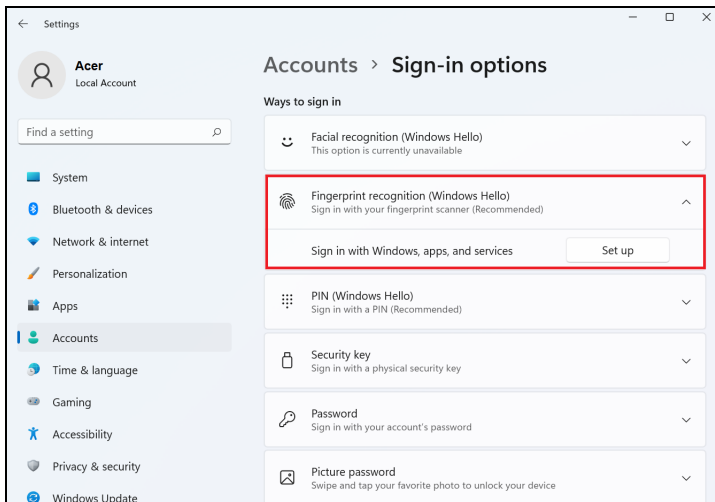 Settings
Acer
Local Account
Find a setting
System
Bluetooth & devices
Network & internet
Personalization
Apps
Accounts
Time & language
Gaming
Accessibility
Privacy & security
Windows Update
Accounts > Sign-in options
Ways to sign in
Facial recognition (Windows Hello)
This option is currently unavailable
Fingerprint recognition (Windows Hello)
Sign in with your fingerprint scanner (Recommended)
Sign in with Windows, apps, and services
Set up
PIN (Windows Hello)
Sign in with a PIN (Recommended)
Security key
Sign in with a physical security key
Password
Sign in with your account's password
Picture password
Swipe and tap your favorite photo to unlock your device